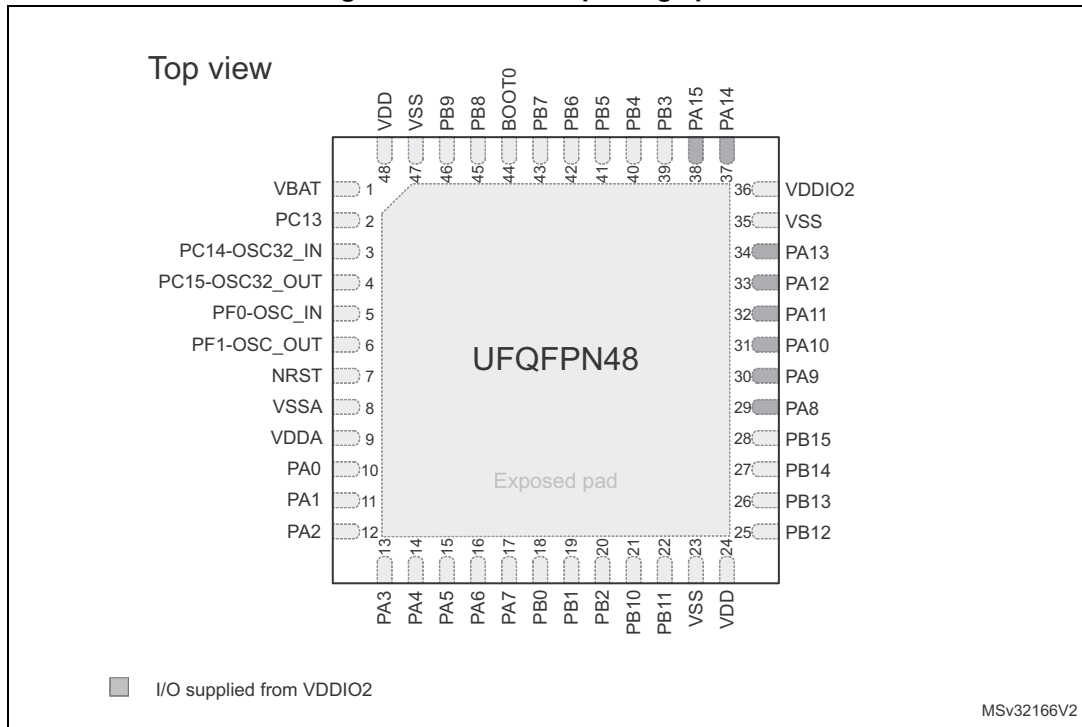 Top view
VDD
VSS
PB9
PB8
BOOT0
PB7
PB6
PB5
PB4
PB3
PA15
PA14
48
47
46
45
44
43
42
41
40
39
38
37
VBAT 1
PC13 2
PC14-OSC32_IN 3
PC15-OSC32_OUT 4
PF0-OSC_IN 5
PF1-OSC_OUT 6
NRST 7
VSSA 8
VDDA 9
PA0 10
PA1 11
PA2 12
UFQFPN48
Exposed pad
36 VDDIO2
35 VSS
34 PA13
33 PA12
32 PA11
31 PA10
30 PA9
29 PA8
28 PB15
27 PB14
26 PB13
25 PB12
13
14
15
16
17
18
19
20
21
22
23
24
PA3
PA4
PA5
PA6
PA7
PB0
PB1
PB2
PB10
PB11
VSS
VDD
I/O supplied from VDDIO2
MSv32166V2